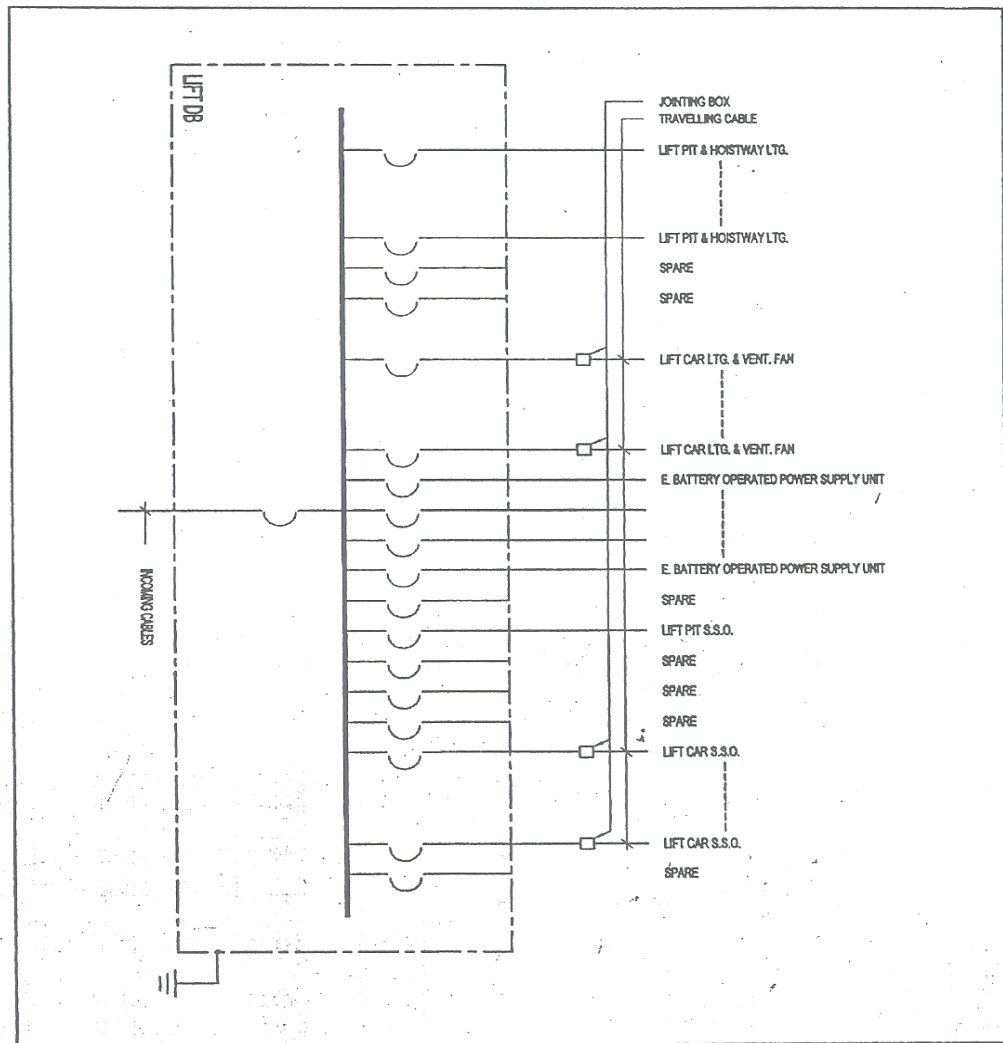 LIFT DB
JOINTING BOX
TRAVELLING CABLE
LIFT PIT & HOISTWAY LTG.
LIFT PIT & HOISTWAY LTG.
SPARE
SPARE
LIFT CAR LTG. & VENT. FAN
LIFT CAR LTG. & VENT. FAN
E. BATTERY OPERATED POWER SUPPLY UNIT
INCOMING CABLES
E. BATTERY OPERATED POWER SUPPLY UNIT
SPARE
LIFT PIT S.S.O.
SPARE
SPARE
SPARE
LIFT CAR S.S.O.
LIFT CAR S.S.O.
SPARE